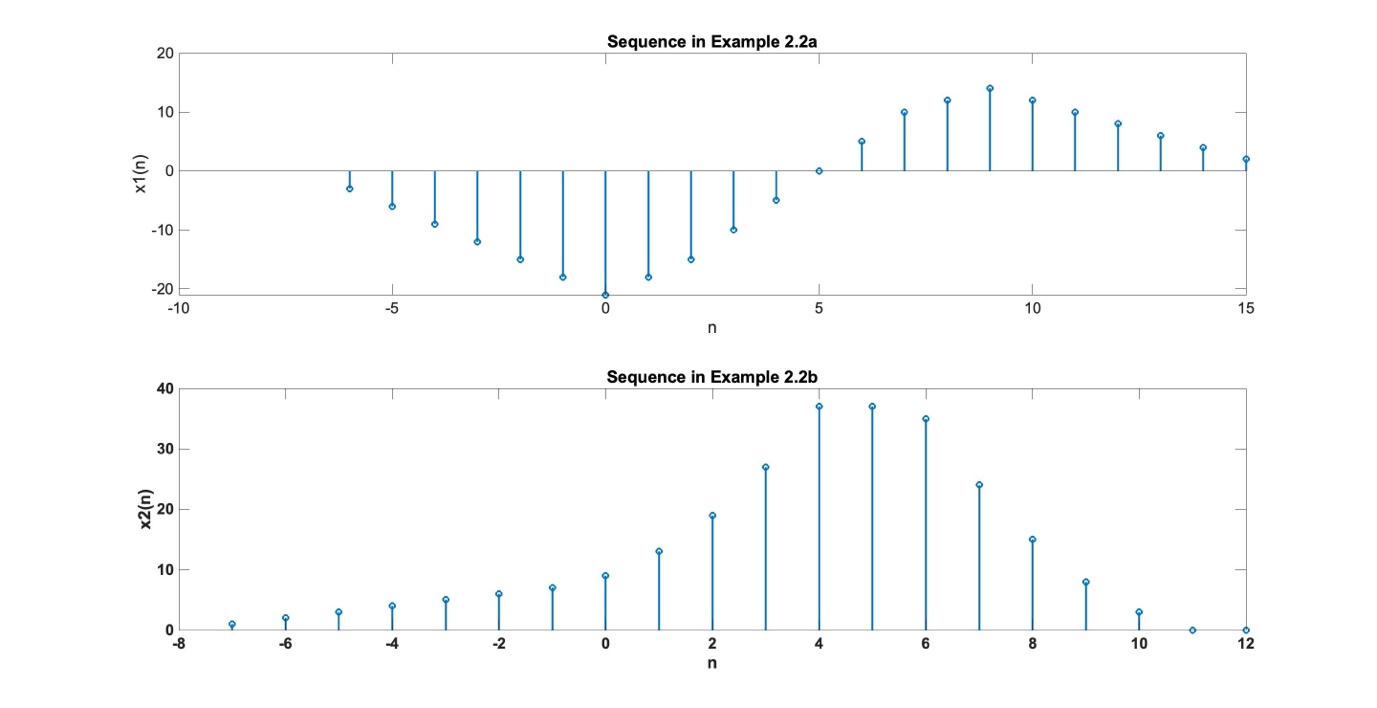 Sequence in Example 2.2a
20
10
0
-10
-20
x1(n)
-10 -5 0 5 10 15
n
Sequence in Example 2.2b
40
30
20
10
0
x2(n)
-8 -6 -4 -2 0 2 4 6 8 10 12
n